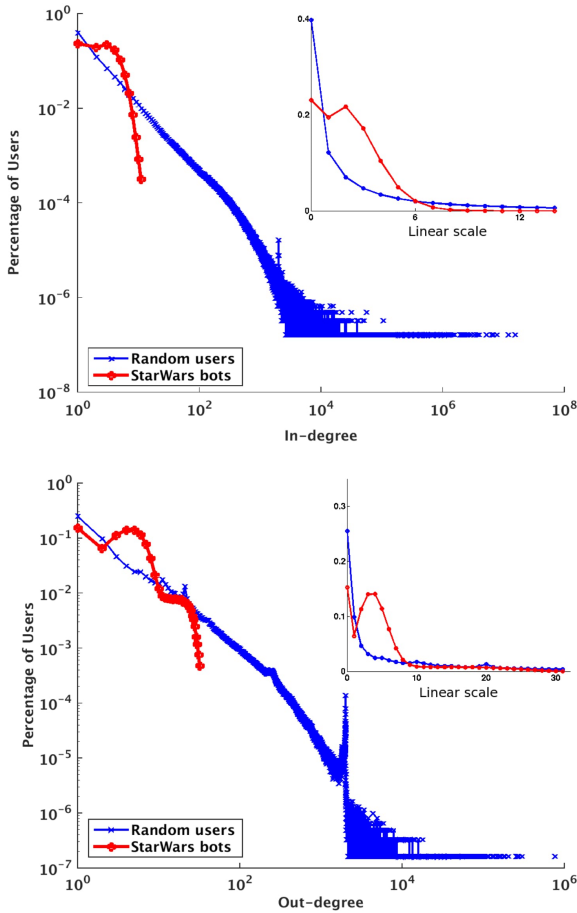 10^0
10^-2
10^-4
10^-6
10^-8
Percentage of Users
10^0 10^2 10^4 10^6 10^8
In-degree
Random users
StarWars bots
0.4
0.2
0
0 6 12
Linear scale
10^0
10^-1
10^-2
10^-3
10^-4
10^-5
10^-6
10^-7
Percentage of Users
10^0 10^2 10^4 10^6
Out-degree
Random users
StarWars bots
0.3
0.2
0.1
0
0 10 20 30
Linear scale